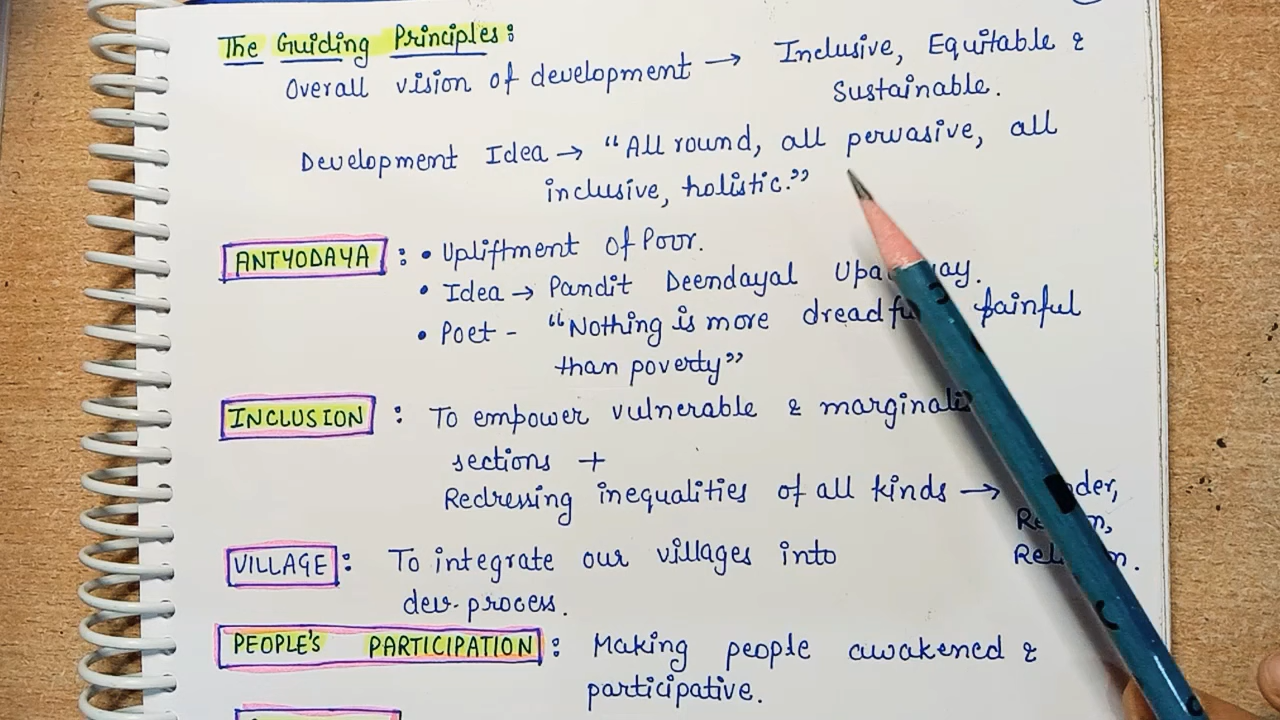 The Guiding Principles:
Overall vision of development → Inclusive, Equitable &
Sustainable.
Development Idea → "All round, all pervasive, all
inclusive, holistic."
ANTYODAYA : • Upliftment of Poor.
• Idea → Pandit Deendayal
• Poet - "Nothing is more painful
than poverty"
INCLUSION : To empower vulnerable &
sections +
Redressing inequalities of all kinds →
VILLAGE : To integrate our villages into
dev. process.
PEOPLE'S PARTICIPATION : Making people awakened &
participative.